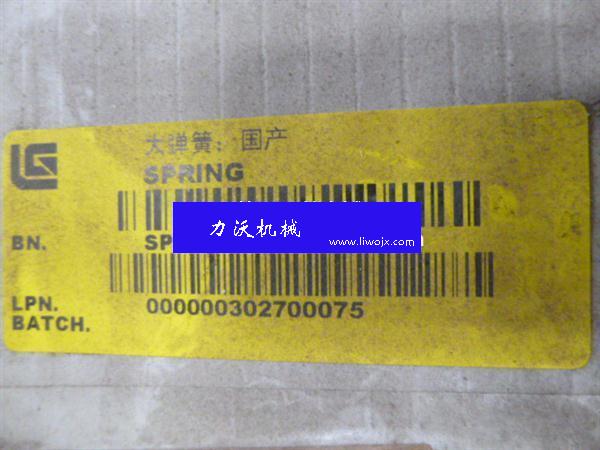 大弹簧：国产
SPRING
BN. SP
力沃机械
www.liwojx.com
LPN. 000000302700075
BATCH.